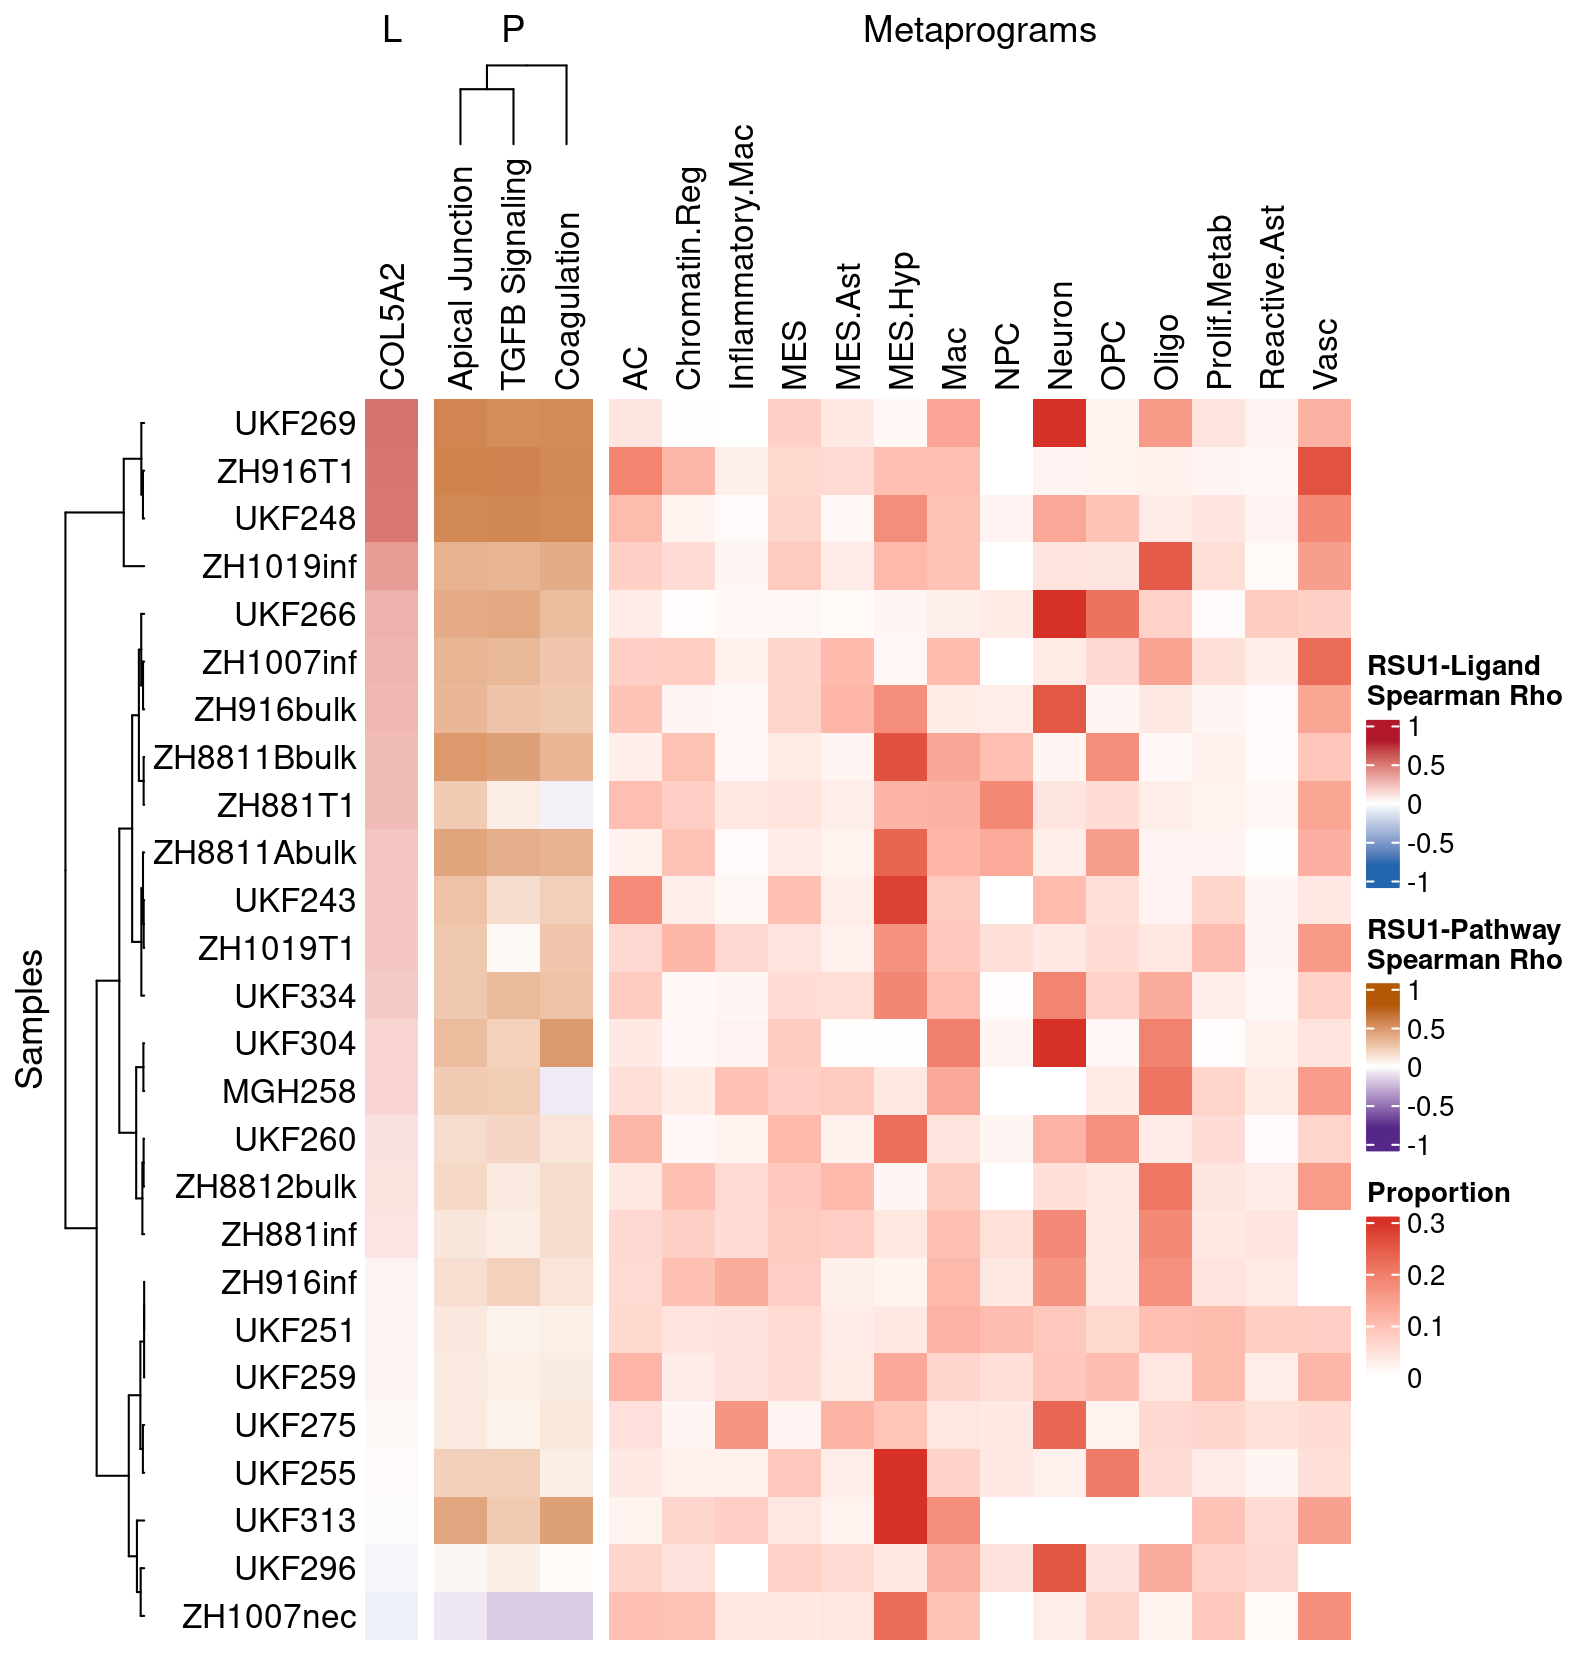 L
P
Metaprograms
COL5A2
Apical Junction
TGFB Signaling
Coagulation
AC
Chromatin.Reg
Inflammatory.Mac
MES
MES.Ast
MES.Hyp
Mac
NPC
Neuron
OPC
Oligo
Prolif.Metab
Reactive.Ast
Vasc
Samples
UKF269
ZH916T1
UKF248
ZH1019inf
UKF266
ZH1007inf
ZH916bulk
ZH8811Bbulk
ZH881T1
ZH8811Abulk
UKF243
ZH1019T1
UKF334
UKF304
MGH258
UKF260
ZH8812bulk
ZH881inf
ZH916inf
UKF251
UKF259
UKF275
UKF255
UKF313
UKF296
ZH1007nec
RSU1-Ligand
Spearman Rho
1
0.5
0
-0.5
-1
RSU1-Pathway
Spearman Rho
1
0.5
0
-0.5
-1
Proportion
0.3
0.2
0.1
0